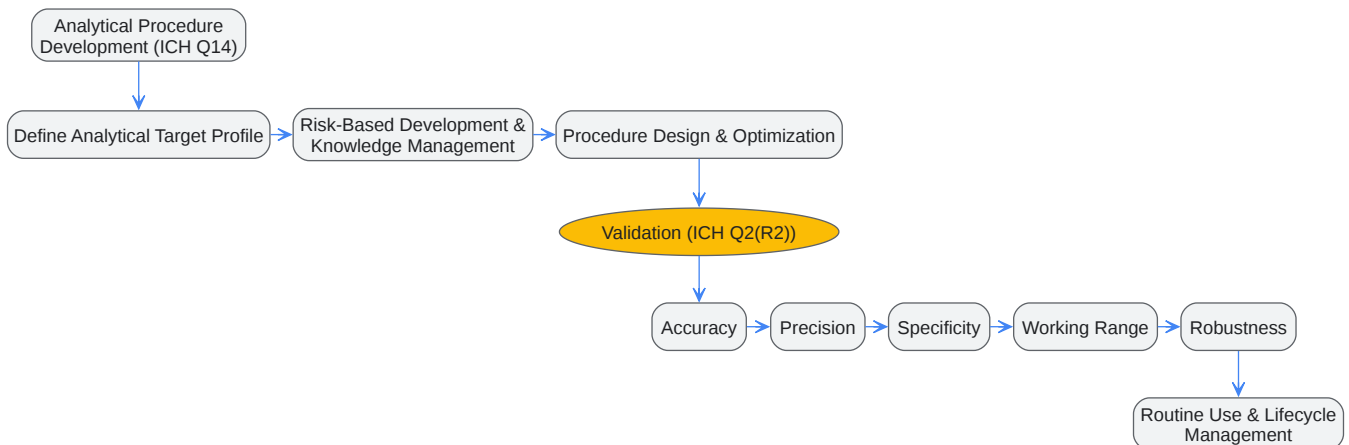 Analytical Procedure
Development (ICH Q14)
Define Analytical Target Profile
Risk-Based Development &
Knowledge Management
Procedure Design & Optimization
Validation (ICH Q2(R2))
Accuracy
Precision
Specificity
Working Range
Robustness
Routine Use & Lifecycle
Management